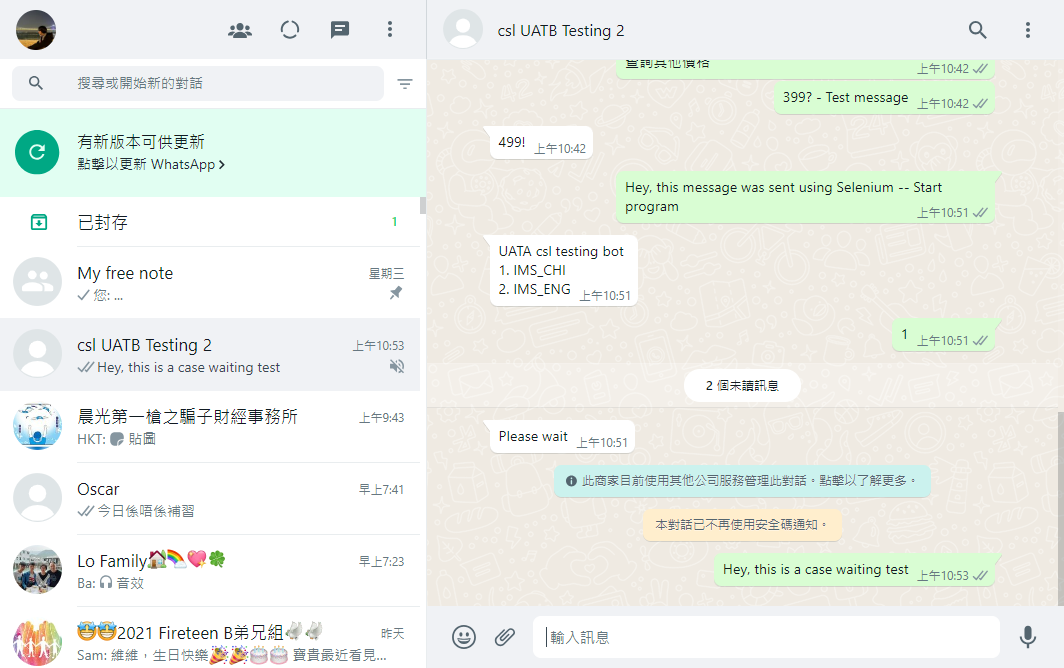 搜尋或開始新的對話
有新版本可供更新
點擊以更新 WhatsApp
已封存
1
My free note
星期三
您: ...
csl UATB Testing 2
上午10:53
Hey, this is a case waiting test
晨光第一槍之騙子財經事務所
上午9:43
HKT: 貼圖
Oscar
早上7:41
今日係唔係補習
Lo Family🏠🌈💖🍀
早上7:23
Ba: 音效
🤩🤩2021 Fireteen B弟兄組
昨天
Sam: 維維，生日快樂🎉🎉🎂🎂 寶貴最近看見...
csl UATB Testing 2
查詢其他價格
上午10:42
399? - Test message
上午10:42
499!
上午10:42
Hey, this message was sent using Selenium -- Start
program
上午10:51
UATA csl testing bot
1. IMS_CHI
2. IMS_ENG
上午10:51
1
上午10:51
2 個未讀訊息
Please wait
上午10:51
此商家目前使用其他公司服務管理此對話。點擊以了解更多。
本對話已不再使用安全碼通知。
Hey, this is a case waiting test
上午10:53
輸入訊息